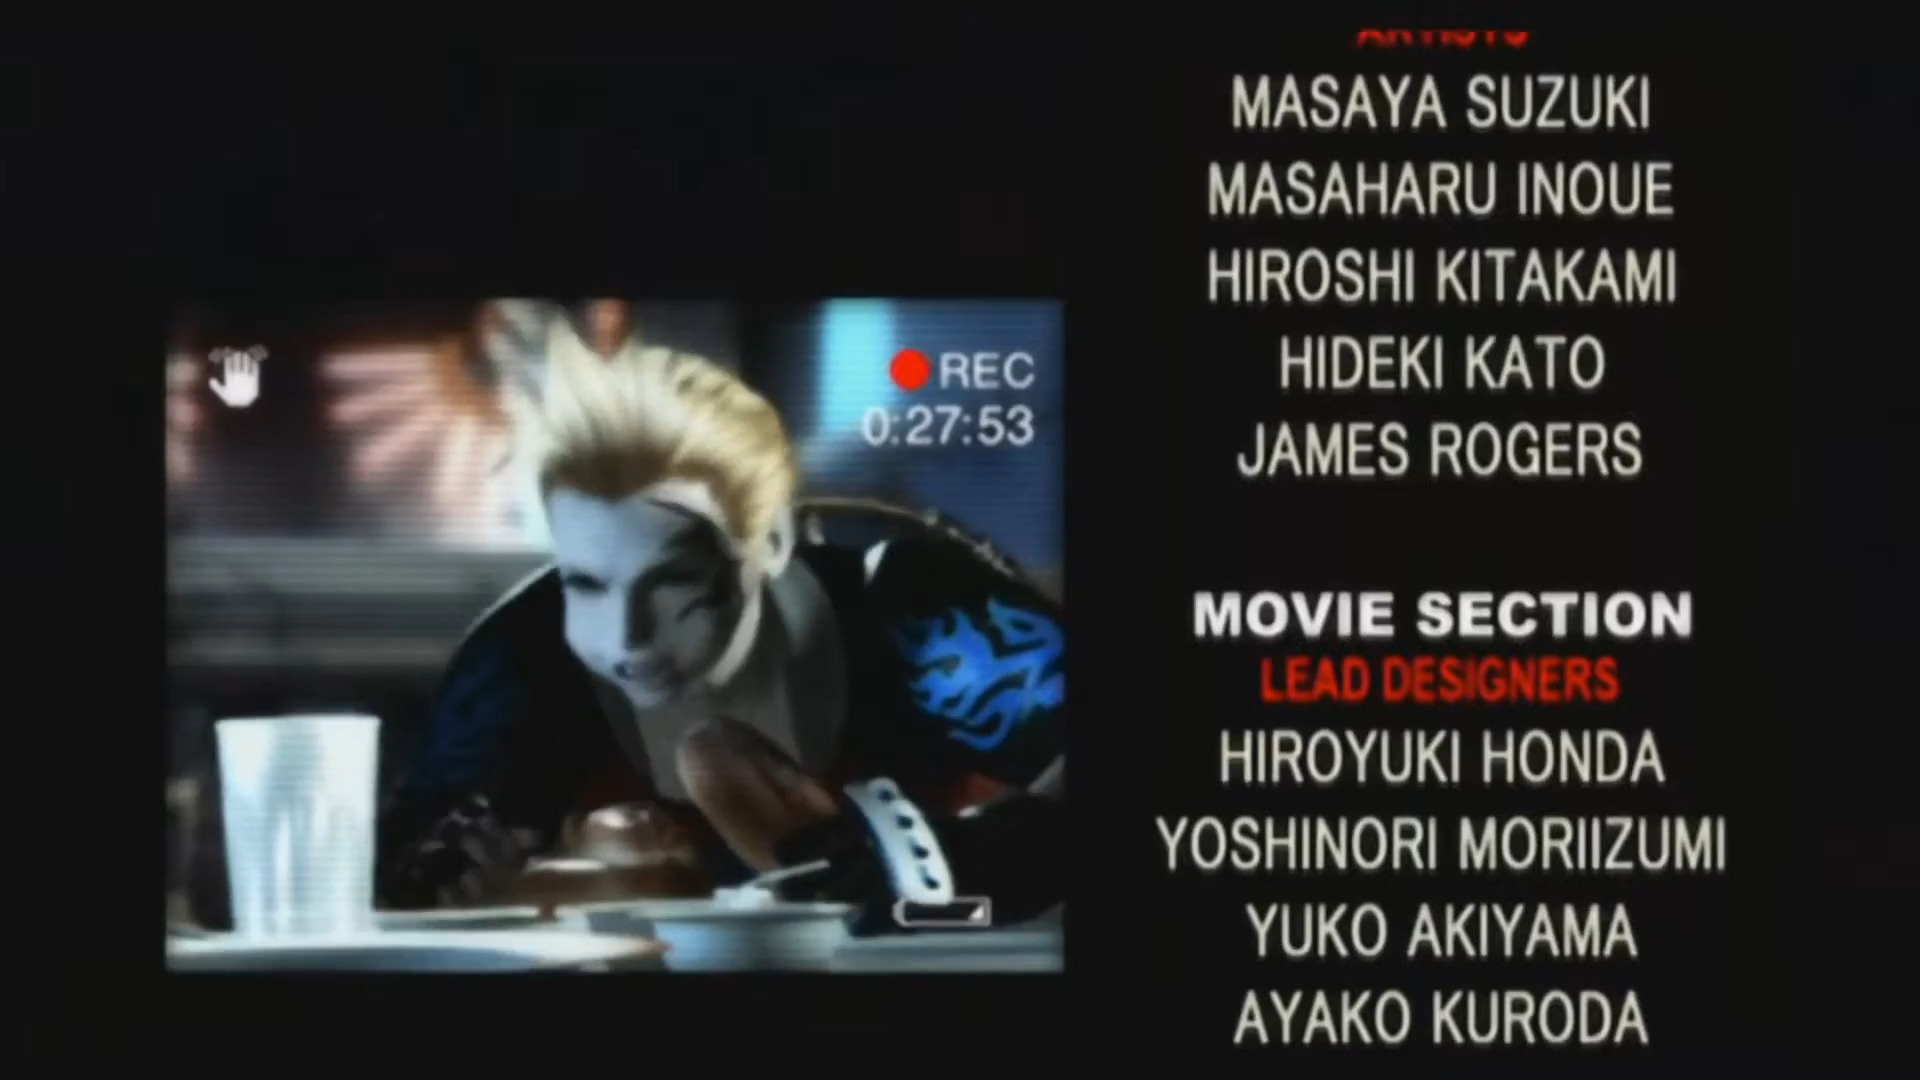 REC
0:27:53
ARTISTS
MASAYA SUZUKI
MASAHARU INOUE
HIROSHI KITAKAMI
HIDEKI KATO
JAMES ROGERS
MOVIE SECTION
LEAD DESIGNERS
HIROYUKI HONDA
YOSHINORI MORIIZUMI
YUKO AKIYAMA
AYAKO KURODA